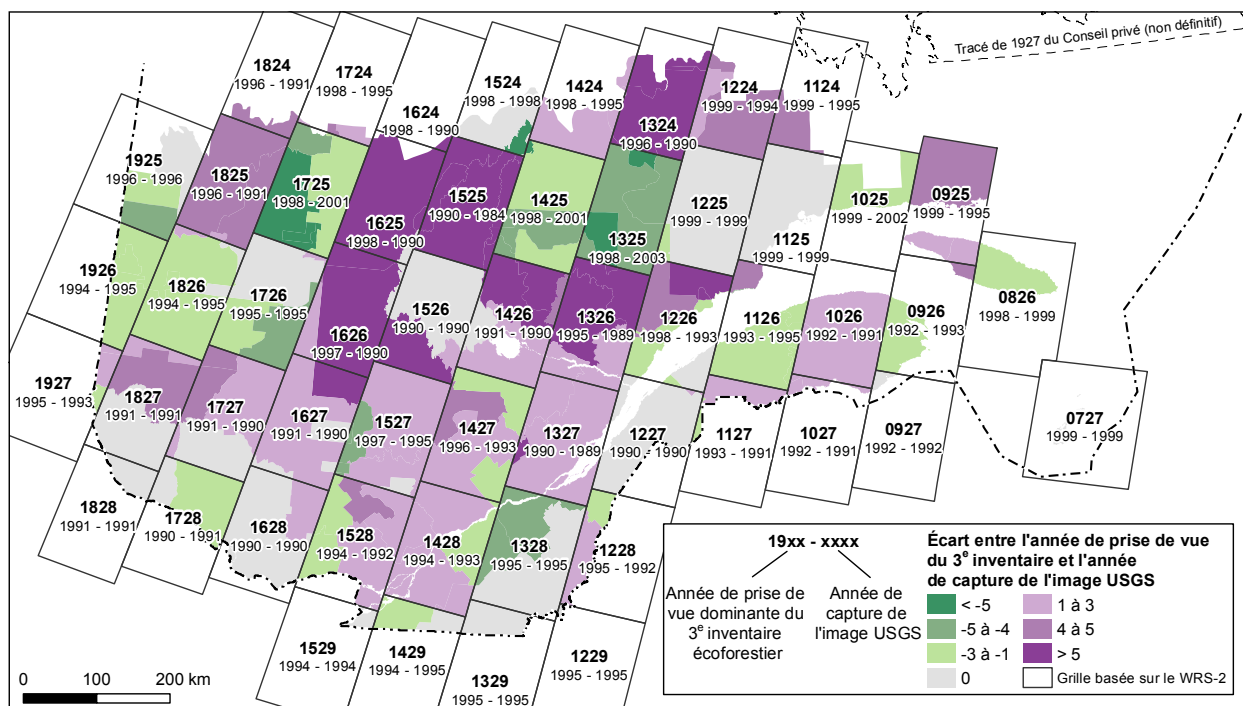 Tracé de 1927 du Conseil privé (non définitif)
1824
1996 - 1991
1724
1998 - 1995
1624
1998 - 1990
1524
1998 - 1998
1424
1998 - 1995
1324
1996 - 1990
1224
1999 - 1994
1124
1999 - 1995
1925
1996 - 1996
1825
1996 - 1991
1725
1998 - 2001
1625
1998 - 1990
1525
1990 - 1984
1425
1998 - 2001
1325
1998 - 2003
1225
1999 - 1999
1125
1999 - 1999
1025
1999 - 2002
0925
1999 - 1995
1926
1994 - 1995
1826
1994 - 1995
1726
1995 - 1995
1626
1997 - 1990
1526
1990 - 1990
1426
1991 - 1990
1326
1995 - 1989
1226
1998 - 1993
1126
1993 - 1995
1026
1992 - 1991
0926
1992 - 1993
0826
1998 - 1999
1927
1995 - 1993
1827
1991 - 1991
1727
1991 - 1990
1627
1991 - 1990
1527
1997 - 1995
1427
1996 - 1993
1327
1990 - 1989
1227
1990 - 1990
1127
1993 - 1991
1027
1992 - 1991
0927
1992 - 1992
0727
1999 - 1999
1828
1991 - 1991
1728
1990 - 1991
1628
1990 - 1990
1528
1994 - 1992
1428
1994 - 1993
1328
1995 - 1995
1228
1995 - 1992
1529
1994 - 1994
1429
1994 - 1995
1329
1995 - 1995
1229
1995 - 1995
0 100 200 km
19xx - xxxx
Année de prise de
vue dominante du
3e inventaire
écoforestier
Année de
capture de
l'image USGS
Écart entre l'année de prise de vue
du 3e inventaire et l'année
de capture de l'image USGS
< -5
-5 à -4
-3 à -1
0
1 à 3
4 à 5
> 5
Grille basée sur le WRS-2